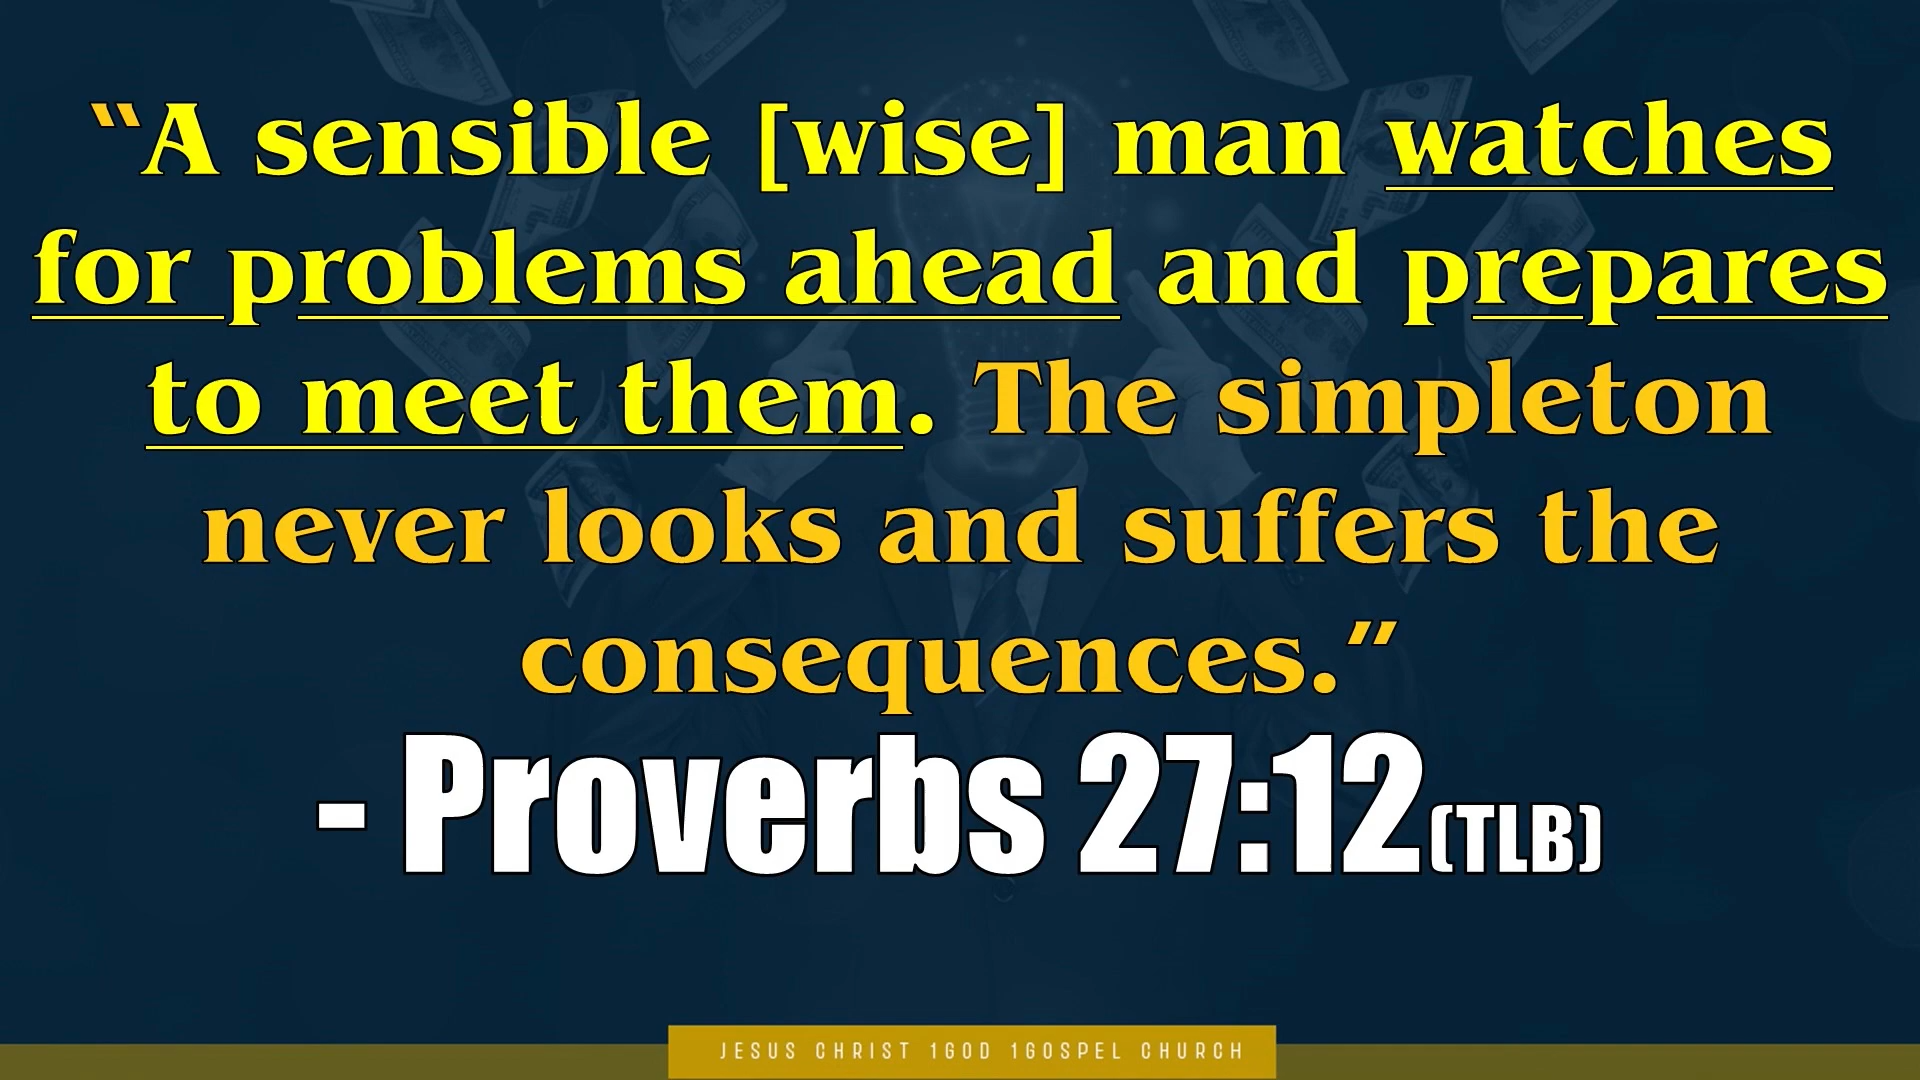 “A sensible [wise] man watches
for problems ahead and prepares
to meet them. The simpleton
never looks and suffers the
consequences.”
- Proverbs 27:12(TLB)
JESUS CHRIST 1GOD 1GOSPEL CHURCH